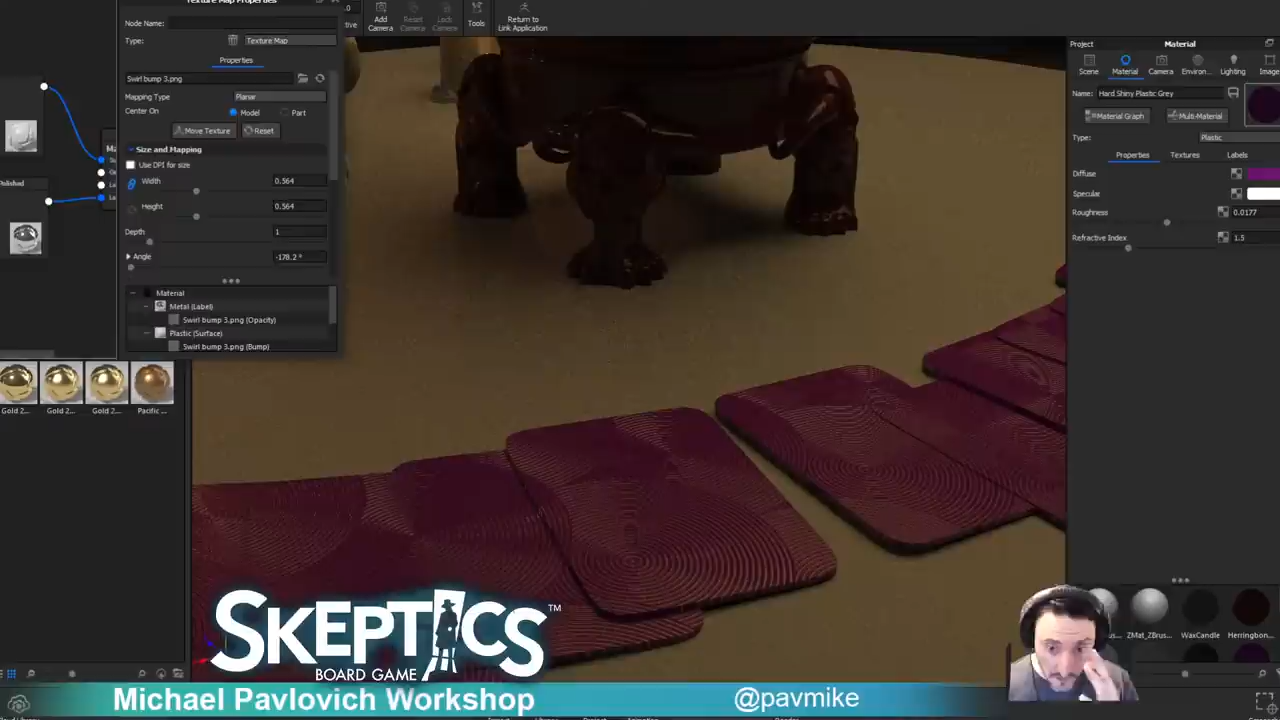 Texture Map Properties
Node Name:
Type:
Texture Map
Properties
Swirl bump 3.png
Mapping Type
Planar
Center On
Model
Part
Move Texture
Reset
Size and Mapping
Use DPI for size
Width
0.564
Height
0.564
Depth
1
Angle
-178.2 °
Material
Metal (Label)
Swirl bump 3.png (Opacity)
Plastic (Surface)
Swirl bump 3.png (Bump)
Polished
Gold 2...
Gold 2...
Gold 2...
Pacific ...
Add
Camera
Reset
Camera
Lock
Camera
Tools
Return to
Link Application
Project
Material
Scene
Material
Camera
Environ...
Lighting
Image
Name:
Hard Shiny Plastic Grey
Material Graph
Multi-Material
Type:
Plastic
Properties
Textures
Labels
Diffuse
Specular
Roughness
0.0177
Refractive Index
1.5
ZMat_ZBrus...
WaxCandle
Herringbon...
SKEPTICS™
BOARD GAME
Michael Pavlovich Workshop
@pavmike